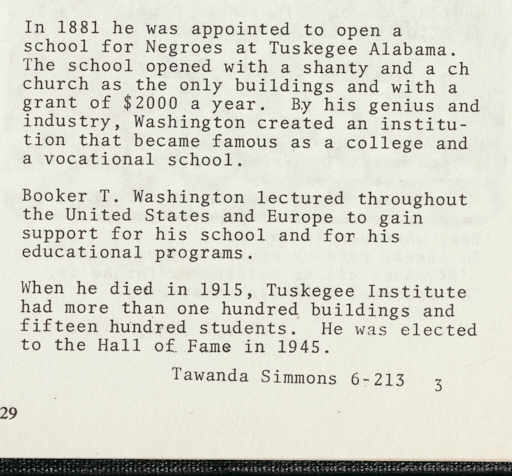 In 1881 he was appointed to open a
school for Negroes at Tuskegee Alabama.
The school opened with a shanty and a ch
church as the only buildings and with a
grant of $2000 a year. By his genius and
industry, Washington created an institu-
tion that became famous as a college and
a vocational school.
Booker T. Washington lectured throughout
the United States and Europe to gain
support for his school and for his
educational programs.
When he died in 1915, Tuskegee Institute
had more than one hundred buildings and
fifteen hundred students. He was elected
to the Hall of Fame in 1945.
Tawanda Simmons 6-213 3
29